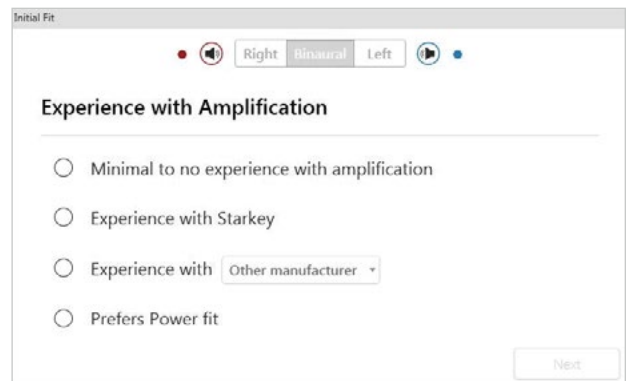 Initial Fit
Right Binaural Left
Experience with Amplification
Minimal to no experience with amplification
Experience with Starkey
Experience with Other manufacturer
Prefers Power fit
Next